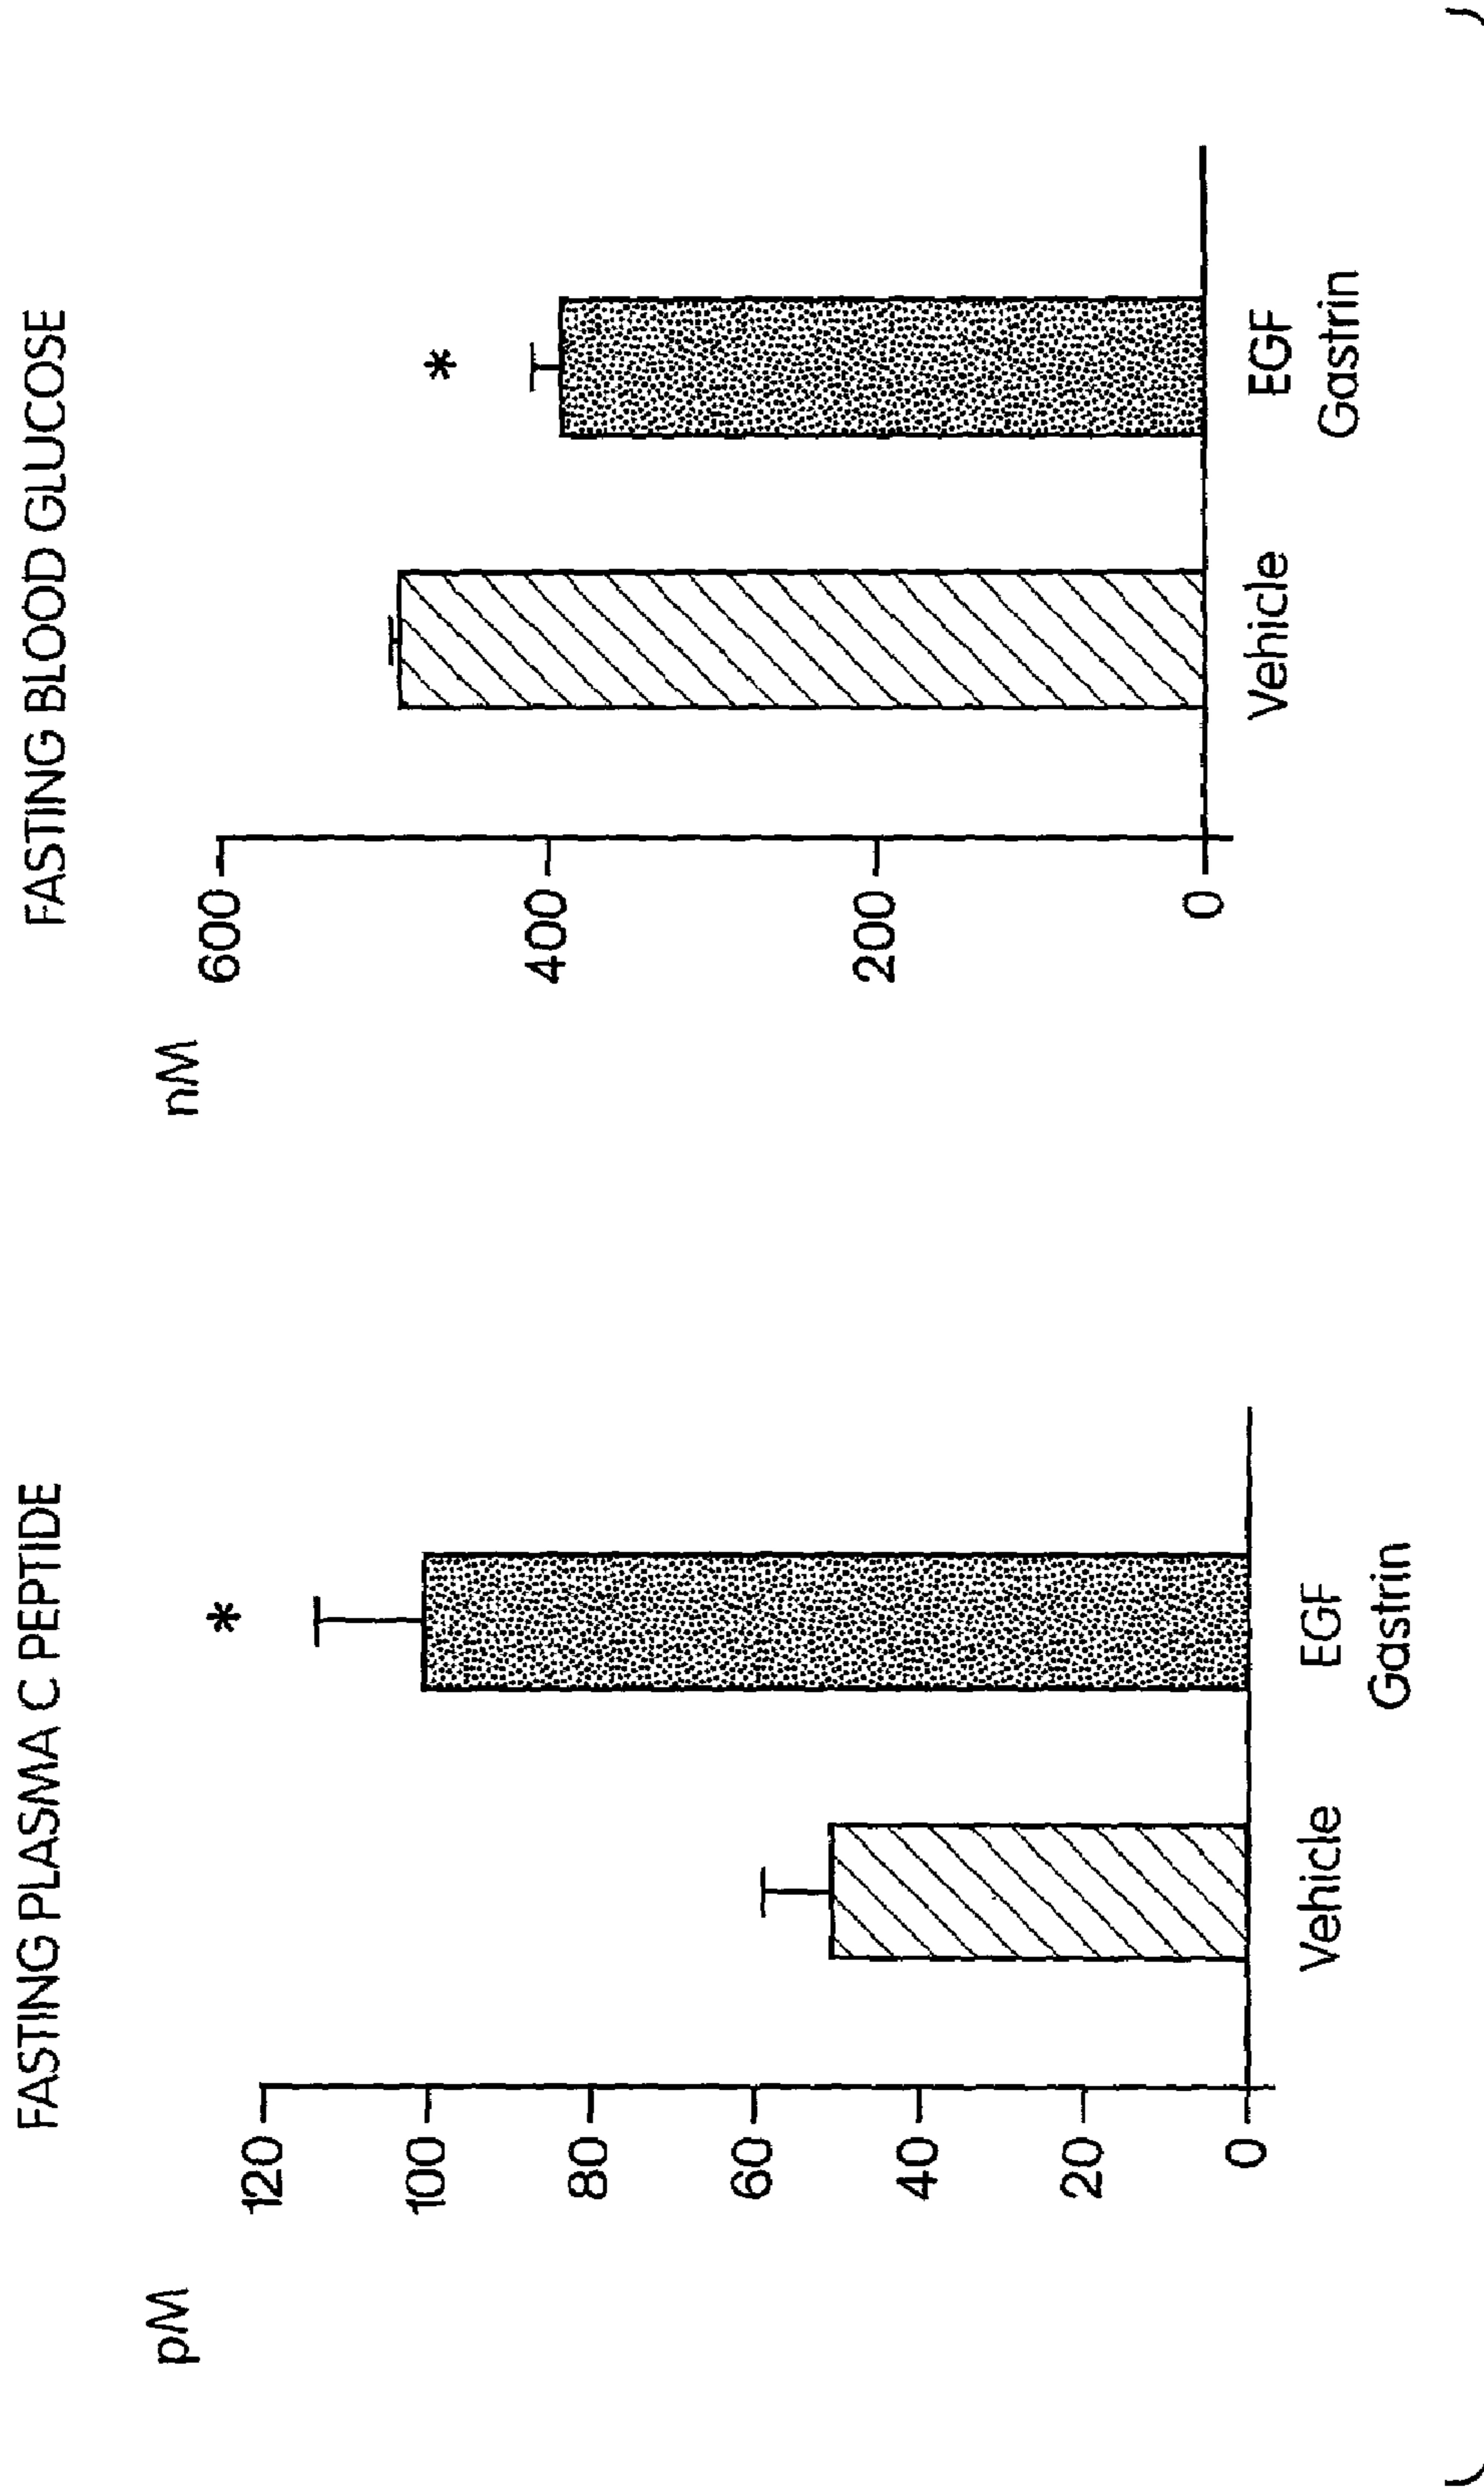 FASTING PLASMA C PEPTIDE
pM
120
100
80
60
40
20
0
*
Vehicle
EGF
Gastrin
FASTING BLOOD GLUCOSE
nM
600
400
200
0
*
Vehicle
EGF
Gastrin